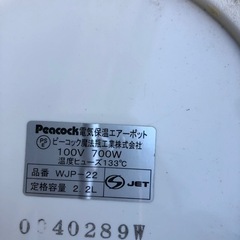 Peacock電気保温エアーポット
ピーコック魔法瓶工業株式会社
100V 700W
温度ヒューズ133℃
品番 WJP-22
定格容量 2.2L
JET
0340289W